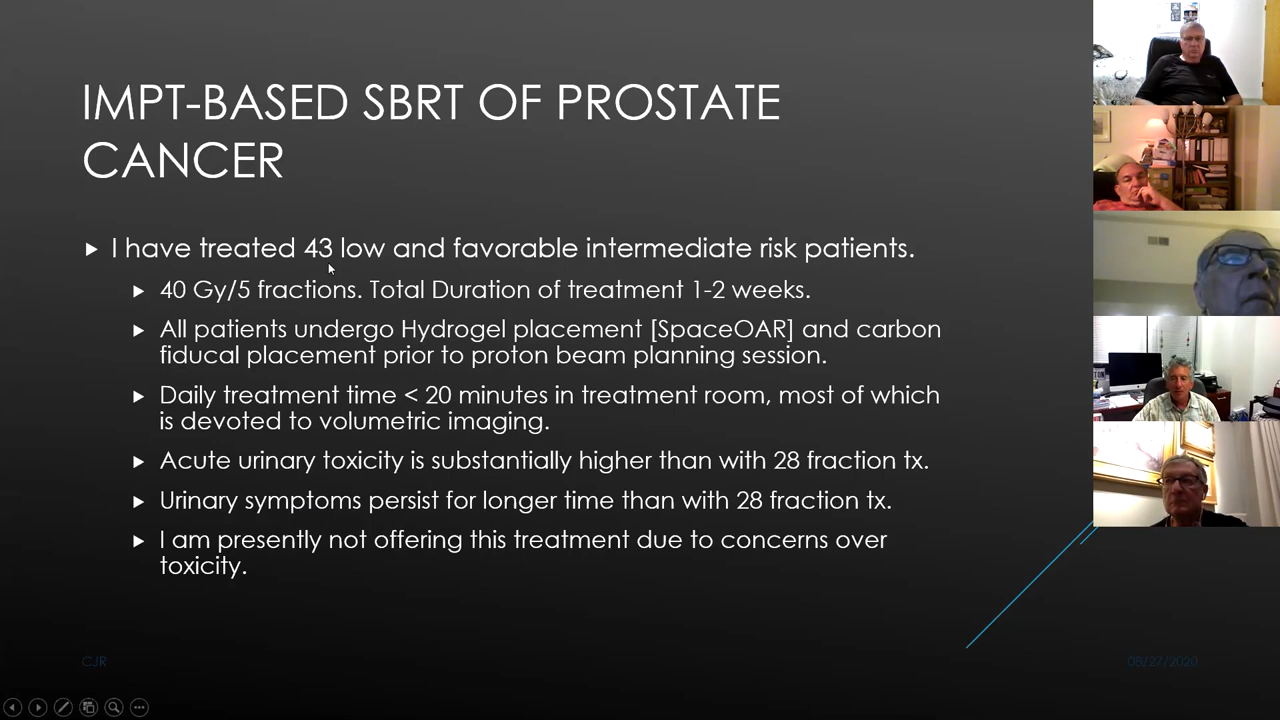 IMPT-BASED SBRT OF PROSTATE
CANCER
I have treated 43 low and favorable intermediate risk patients.
40 Gy/5 fractions. Total Duration of treatment 1-2 weeks.
All patients undergo Hydrogel placement [SpaceOAR] and carbon
fiducal placement prior to proton beam planning session.
Daily treatment time < 20 minutes in treatment room, most of which
is devoted to volumetric imaging.
Acute urinary toxicity is substantially higher than with 28 fraction tx.
Urinary symptoms persist for longer time than with 28 fraction tx.
I am presently not offering this treatment due to concerns over
toxicity.
CJR
08/27/2020